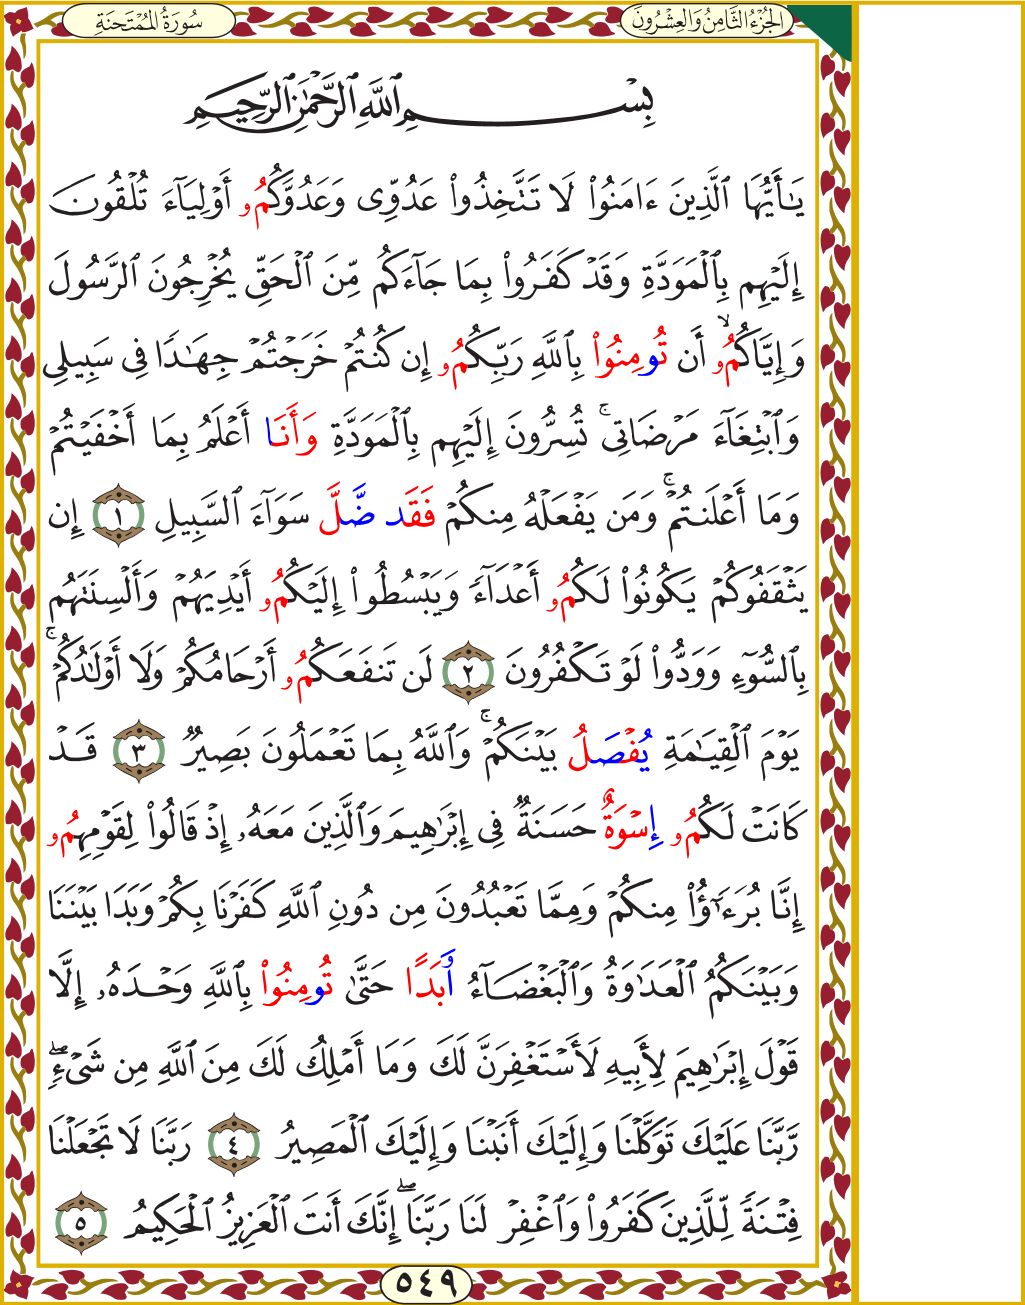 الجُزْءُ الثَّامِنُ وَالعِشْرُونَ
سُورَةُ المُمْتَحنَةِ
بِسْمِ ٱللَّهِ ٱلرَّحْمَٰنِ ٱلرَّحِيمِ
يَٰٓأَيُّهَا ٱلَّذِينَ ءَامَنُوا۟ لَا تَتَّخِذُوا۟ عَدُوِّى وَعَدُوَّكُمُۥٓ أَوْلِيَآءَ تُلْقُونَ
إِلَيْهِم بِٱلْمَوَدَّةِ وَقَدْ كَفَرُوا۟ بِمَا جَآءَكُم مِّنَ ٱلْحَقِّ يُخْرِجُونَ ٱلرَّسُولَ
وَإِيَّاكُمُۥٓۙ أَن تُومِنُوا۟ بِٱللَّهِ رَبِّكُمُۥٓ إِن كُنتُمْ خَرَجْتُمْ جِهَٰدًا فِى سَبِيلِى
وَٱبْتِغَآءَ مَرْضَاتِىۚ تُسِرُّونَ إِلَيْهِم بِٱلْمَوَدَّةِ وَأَنَا أَعْلَمُ بِمَآ أَخْفَيْتُمْ
وَمَآ أَعْلَنتُمْۚ وَمَن يَفْعَلْهُ مِنكُمْ فَقَد ضَّلَّ سَوَآءَ ٱلسَّبِيلِ ١ إِن
يَثْقَفُوكُمْ يَكُونُوا۟ لَكُمُۥٓ أَعْدَآءً وَيَبْسُطُوٓا۟ إِلَيْكُمُۥٓ أَيْدِيَهُمْ وَأَلْسِنَتَهُم
بِٱلسُّوٓءِ وَوَدُّوا۟ لَوْ تَكْفُرُونَ ٢ لَن تَنفَعَكُمُۥٓ أَرْحَامُكُمْ وَلَآ أَوْلَٰدُكُمْۚ
يَوْمَ ٱلْقِيَٰمَةِ يُفْصَلُ بَيْنَكُمْۚ وَٱللَّهُ بِمَا تَعْمَلُونَ بَصِيرٌ ٣ قَدْ
كَانَتْ لَكُمُۥٓ إِسْوَةٌ حَسَنَةٌ فِىٓ إِبْرَٰهِيمَ وَٱلَّذِينَ مَعَهُۥٓ إِذْ قَالُوا۟ لِقَوْمِهِمُۥٓ
إِنَّا بُرَءَٰٓؤُا۟ مِنكُمْ وَمِمَّا تَعْبُدُونَ مِن دُونِ ٱللَّهِ كَفَرْنَا بِكُمْ وَبَدَا بَيْنَنَا
وَبَيْنَكُمُ ٱلْعَدَٰوَةُ وَٱلْبَغْضَآءُ أَبَدًا حَتَّىٰ تُومِنُوا۟ بِٱللَّهِ وَحْدَهُۥٓ إِلَّا
قَوْلَ إِبْرَٰهِيمَ لِأَبِيهِ لَأَسْتَغْفِرَنَّ لَكَ وَمَآ أَمْلِكُ لَكَ مِنَ ٱللَّهِ مِن شَىْءٍۖ
رَّبَّنَا عَلَيْكَ تَوَكَّلْنَا وَإِلَيْكَ أَنَبْنَا وَإِلَيْكَ ٱلْمَصِيرُ ٤ رَبَّنَا لَا تَجْعَلْنَا
فِتْنَةً لِّلَّذِينَ كَفَرُوا۟ وَٱغْفِرْ لَنَا رَبَّنَآۖ إِنَّكَ أَنتَ ٱلْعَزِيزُ ٱلْحَكِيمُ ٥
٥٤٩